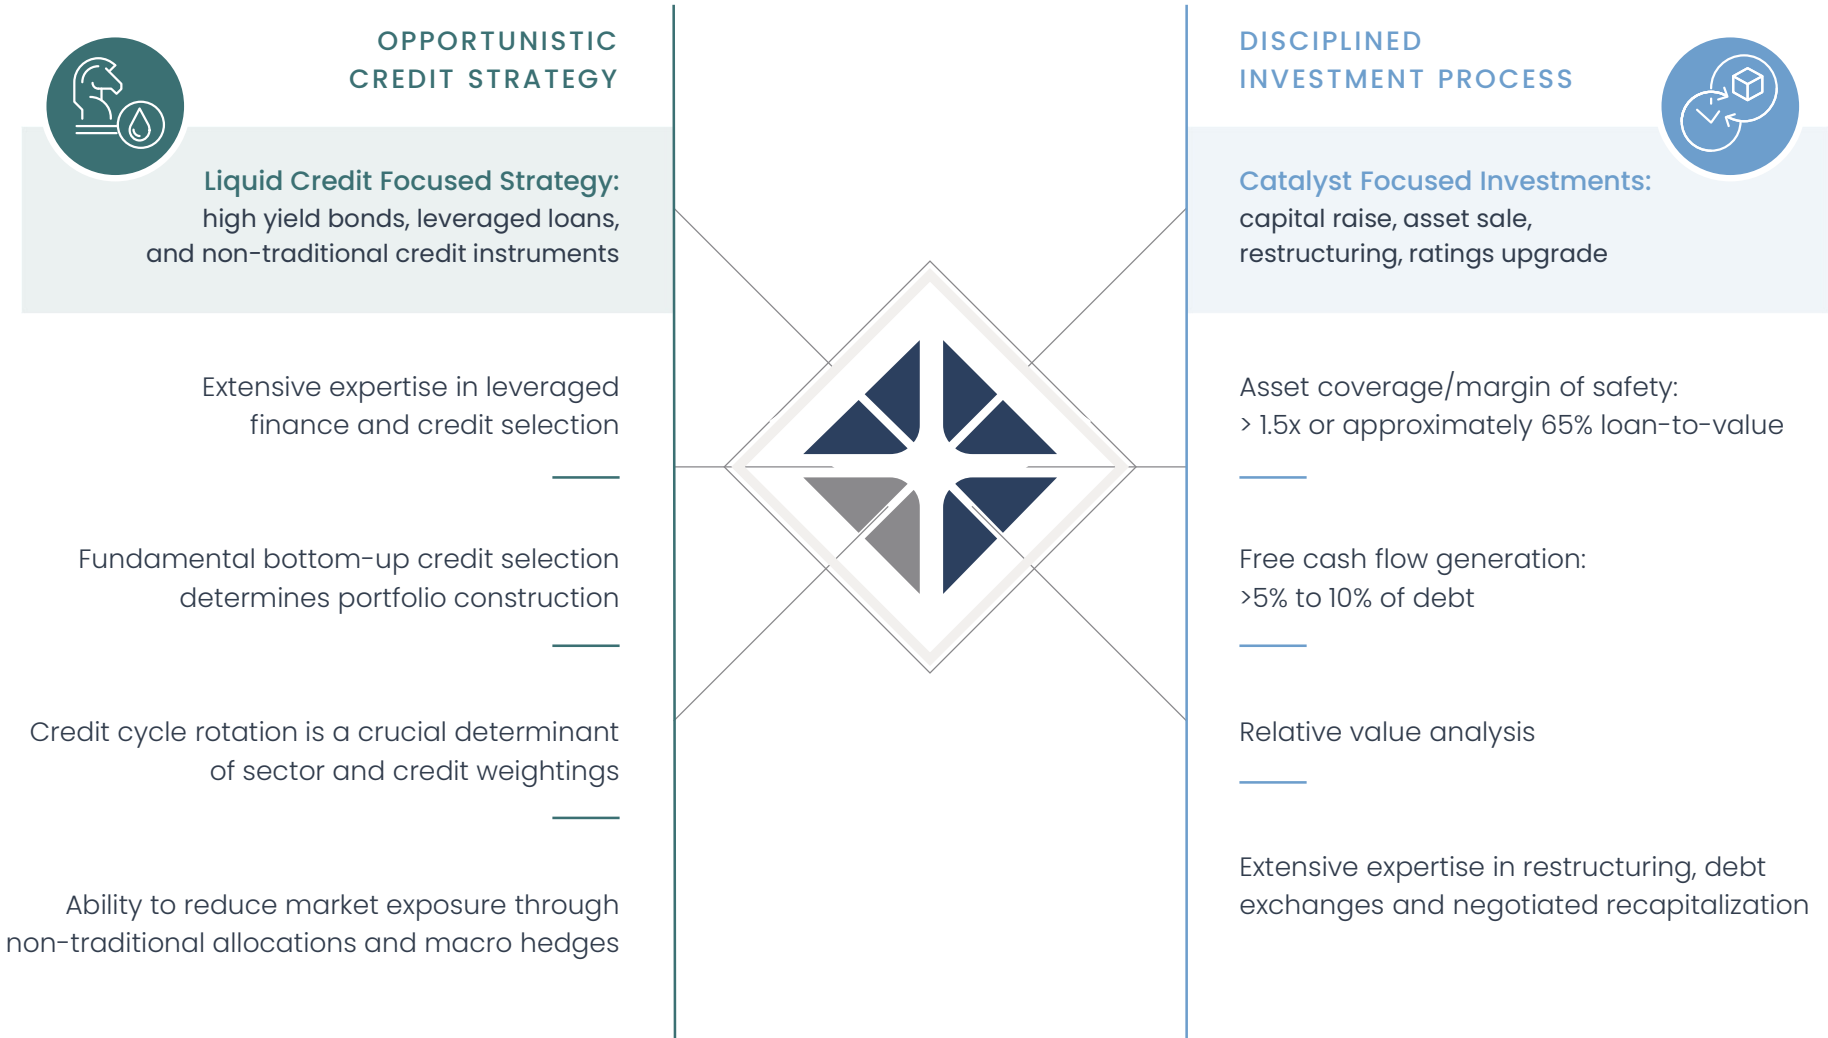 OPPORTUNISTIC
CREDIT STRATEGY
Liquid Credit Focused Strategy:
high yield bonds, leveraged loans,
and non-traditional credit instruments
Extensive expertise in leveraged
finance and credit selection
Fundamental bottom-up credit selection
determines portfolio construction
Credit cycle rotation is a crucial determinant
of sector and credit weightings
Ability to reduce market exposure through
non-traditional allocations and macro hedges
DISCIPLINED
INVESTMENT PROCESS
Catalyst Focused Investments:
capital raise, asset sale,
restructuring, ratings upgrade
Asset coverage/margin of safety:
> 1.5x or approximately 65% loan-to-value
Free cash flow generation:
>5% to 10% of debt
Relative value analysis
Extensive expertise in restructuring, debt
exchanges and negotiated recapitalization